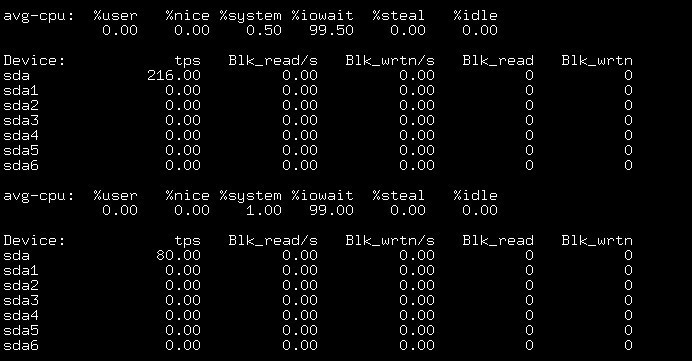 avg-cpu:  %user   %nice %system %iowait  %steal   %idle
           0.00    0.00    0.50   99.50    0.00    0.00
Device:            tps   Blk_read/s   Blk_wrtn/s   Blk_read   Blk_wrtn
sda             216.00         0.00         0.00          0          0
sda1              0.00         0.00         0.00          0          0
sda2              0.00         0.00         0.00          0          0
sda3              0.00         0.00         0.00          0          0
sda4              0.00         0.00         0.00          0          0
sda5              0.00         0.00         0.00          0          0
sda6              0.00         0.00         0.00          0          0
avg-cpu:  %user   %nice %system %iowait  %steal   %idle
           0.00    0.00    1.00   99.00    0.00    0.00
Device:            tps   Blk_read/s   Blk_wrtn/s   Blk_read   Blk_wrtn
sda              80.00         0.00         0.00          0          0
sda1              0.00         0.00         0.00          0          0
sda2              0.00         0.00         0.00          0          0
sda3              0.00         0.00         0.00          0          0
sda4              0.00         0.00         0.00          0          0
sda5              0.00         0.00         0.00          0          0
sda6              0.00         0.00         0.00          0          0